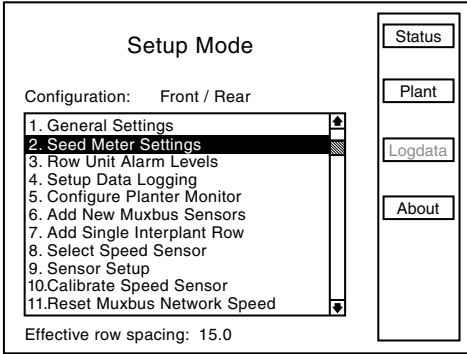 Setup Mode
Configuration: Front / Rear
1. General Settings
2. Seed Meter Settings
3. Row Unit Alarm Levels
4. Setup Data Logging
5. Configure Planter Monitor
6. Add New Muxbus Sensors
7. Add Single Interplant Row
8. Select Speed Sensor
9. Sensor Setup
10.Calibrate Speed Sensor
11.Reset Muxbus Network Speed
Effective row spacing: 15.0
Status
Plant
Logdata
About